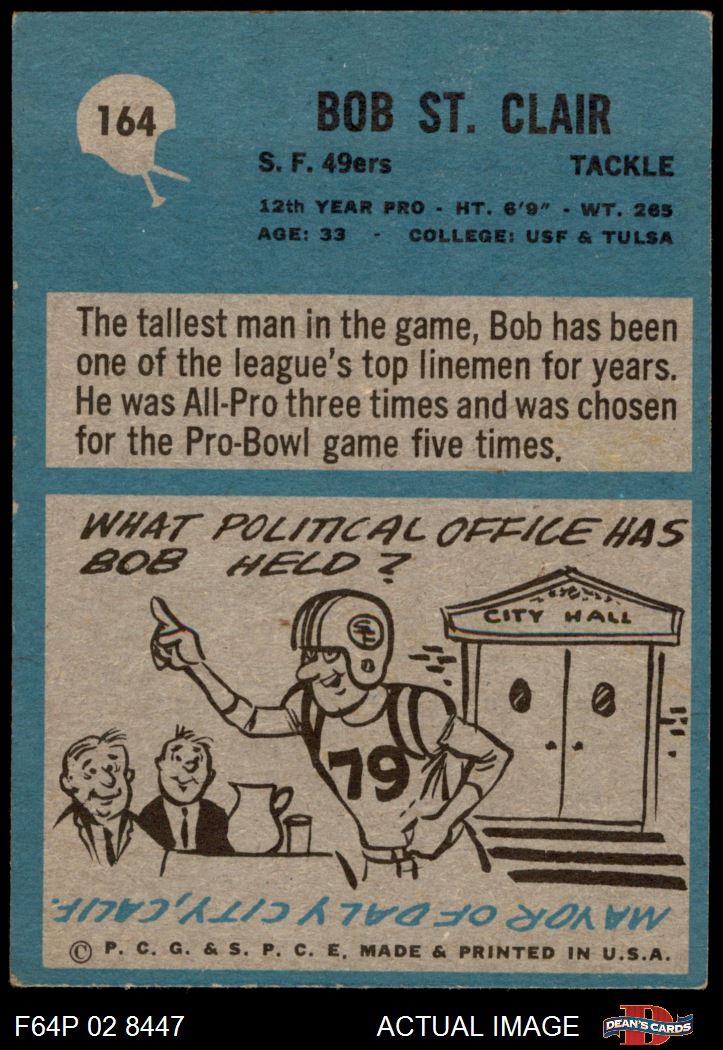 164
BOB ST. CLAIR
S. F. 49ers TACKLE
12th YEAR PRO - HT. 6'9" - WT. 265
AGE: 33 - COLLEGE: USF & TULSA
The tallest man in the game, Bob has been
one of the league's top linemen for years.
He was All-Pro three times and was chosen
for the Pro-Bowl game five times.
WHAT POLITICAL OFFICE HAS
BOB HELD?
CITY HALL
SF
79
MAYOR OF DALY CITY, CALIF.
© P. C. G. & S. P. C. E. MADE & PRINTED IN U.S.A.
F64P 02 8447 ACTUAL IMAGE
D
DEAN'S CARDS